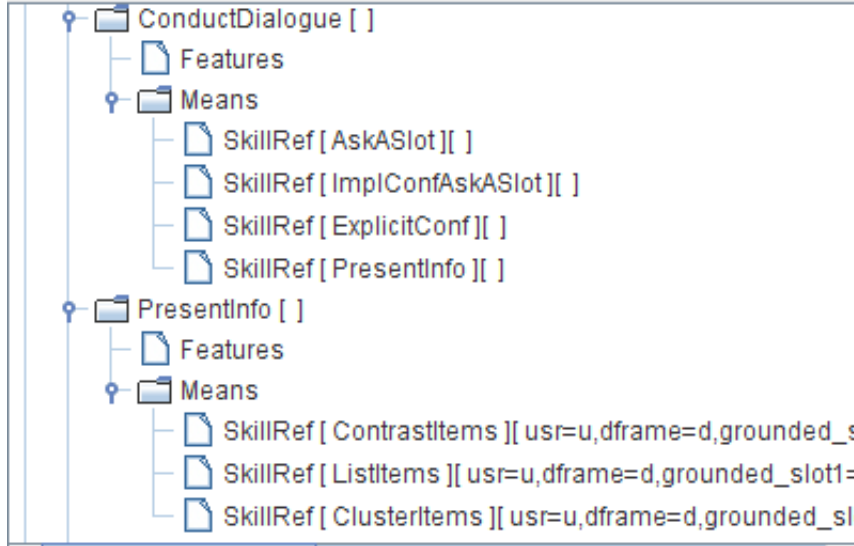 ConductDialogue [ ]
Features
Means
SkillRef [ AskASlot ][ ]
SkillRef [ ImplConfAskASlot ][ ]
SkillRef [ ExplicitConf ][ ]
SkillRef [ PresentInfo ][ ]
PresentInfo [ ]
Features
Means
SkillRef [ ContrastItems ][ usr=u,dframe=d,grounded_s
SkillRef [ ListItems ][ usr=u,dframe=d,grounded_slot1=
SkillRef [ ClusterItems ][ usr=u,dframe=d,grounded_sl